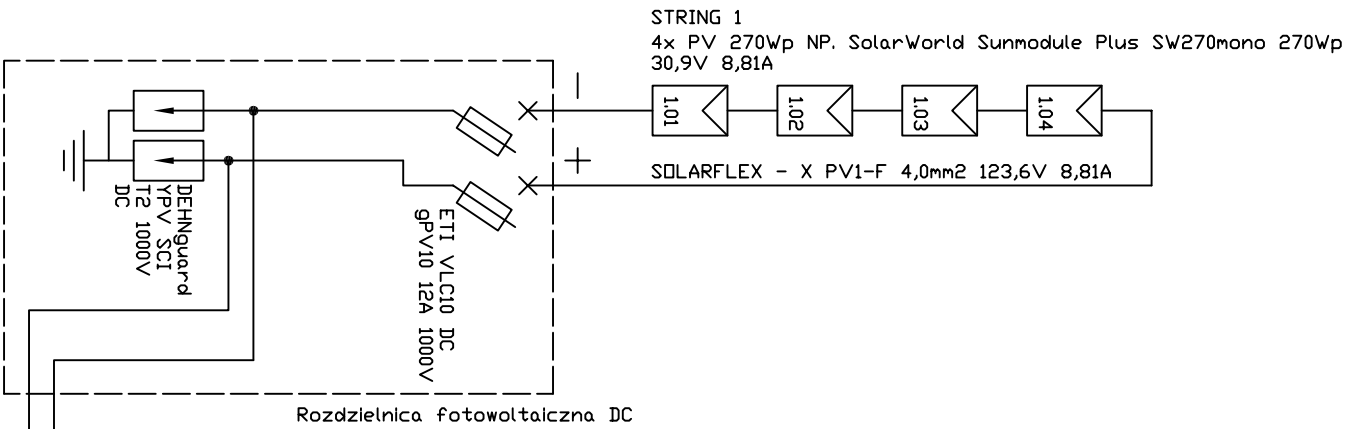 STRING 1
4x PV 270Wp NP. SolarWorld Sunmodule Plus SW270mono 270Wp
30,9V 8,81A
1.01
1.02
1.03
1.04
–
+
SOLARFLEX - X PV1-F 4,0mm2 123,6V 8,81A
DEHNguard
YPV SCI
T2 1000V
DC
ETI VLC10 DC
gPV10 12A 1000V
Rozdzielnica fotowoltaiczna DC